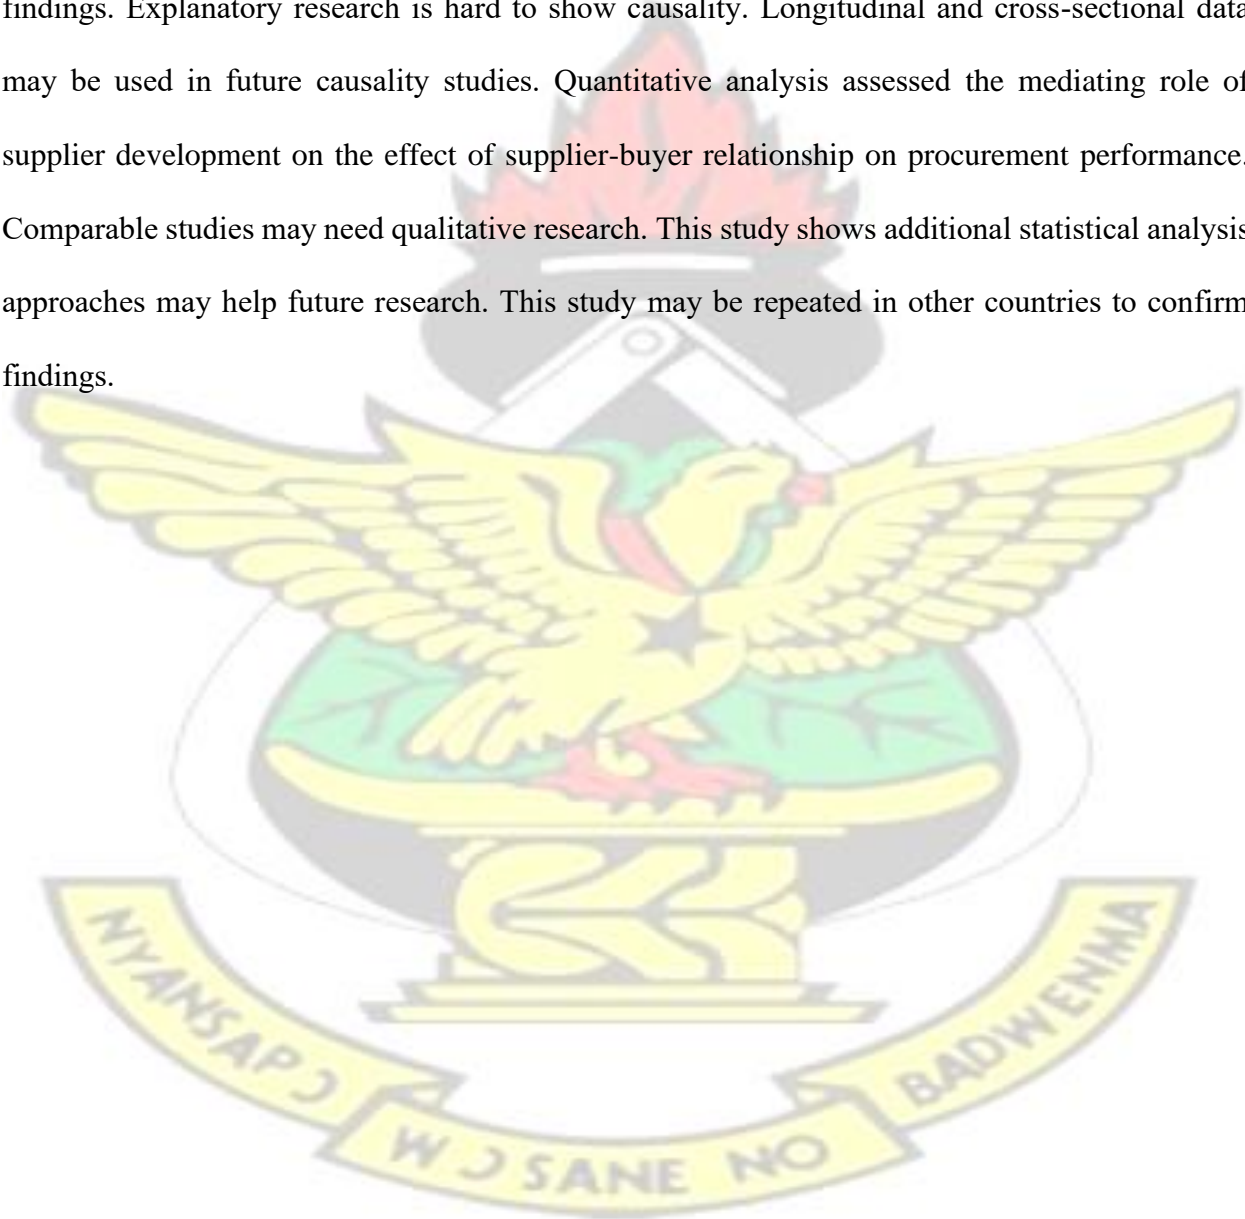 findings. Explanatory research is hard to show causality. Longitudinal and cross-sectional data
may be used in future causality studies. Quantitative analysis assessed the mediating role of
supplier development on the effect of supplier-buyer relationship on procurement performance.
Comparable studies may need qualitative research. This study shows additional statistical analysis
approaches may help future research. This study may be repeated in other countries to confirm
findings.
NYANSAPƆ
WƆSANE NO
BADWENMA